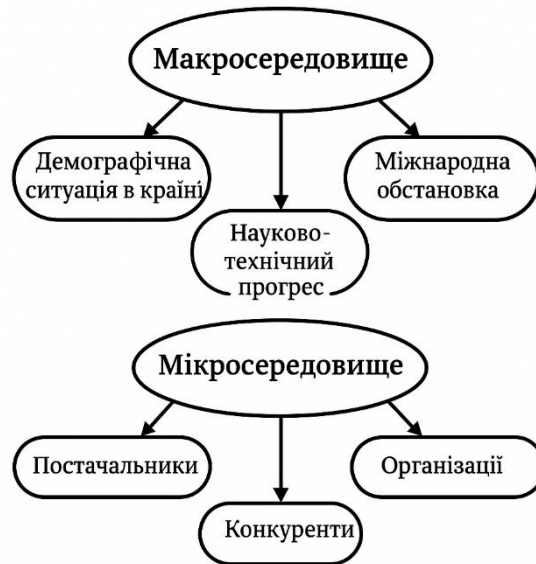 Макросередовище
Демографічна
ситуація в країні
Міжнародна
обстановка
Науково-
технічний
прогрес
Мікросередовище
Постачальники
Організації
Конкуренти